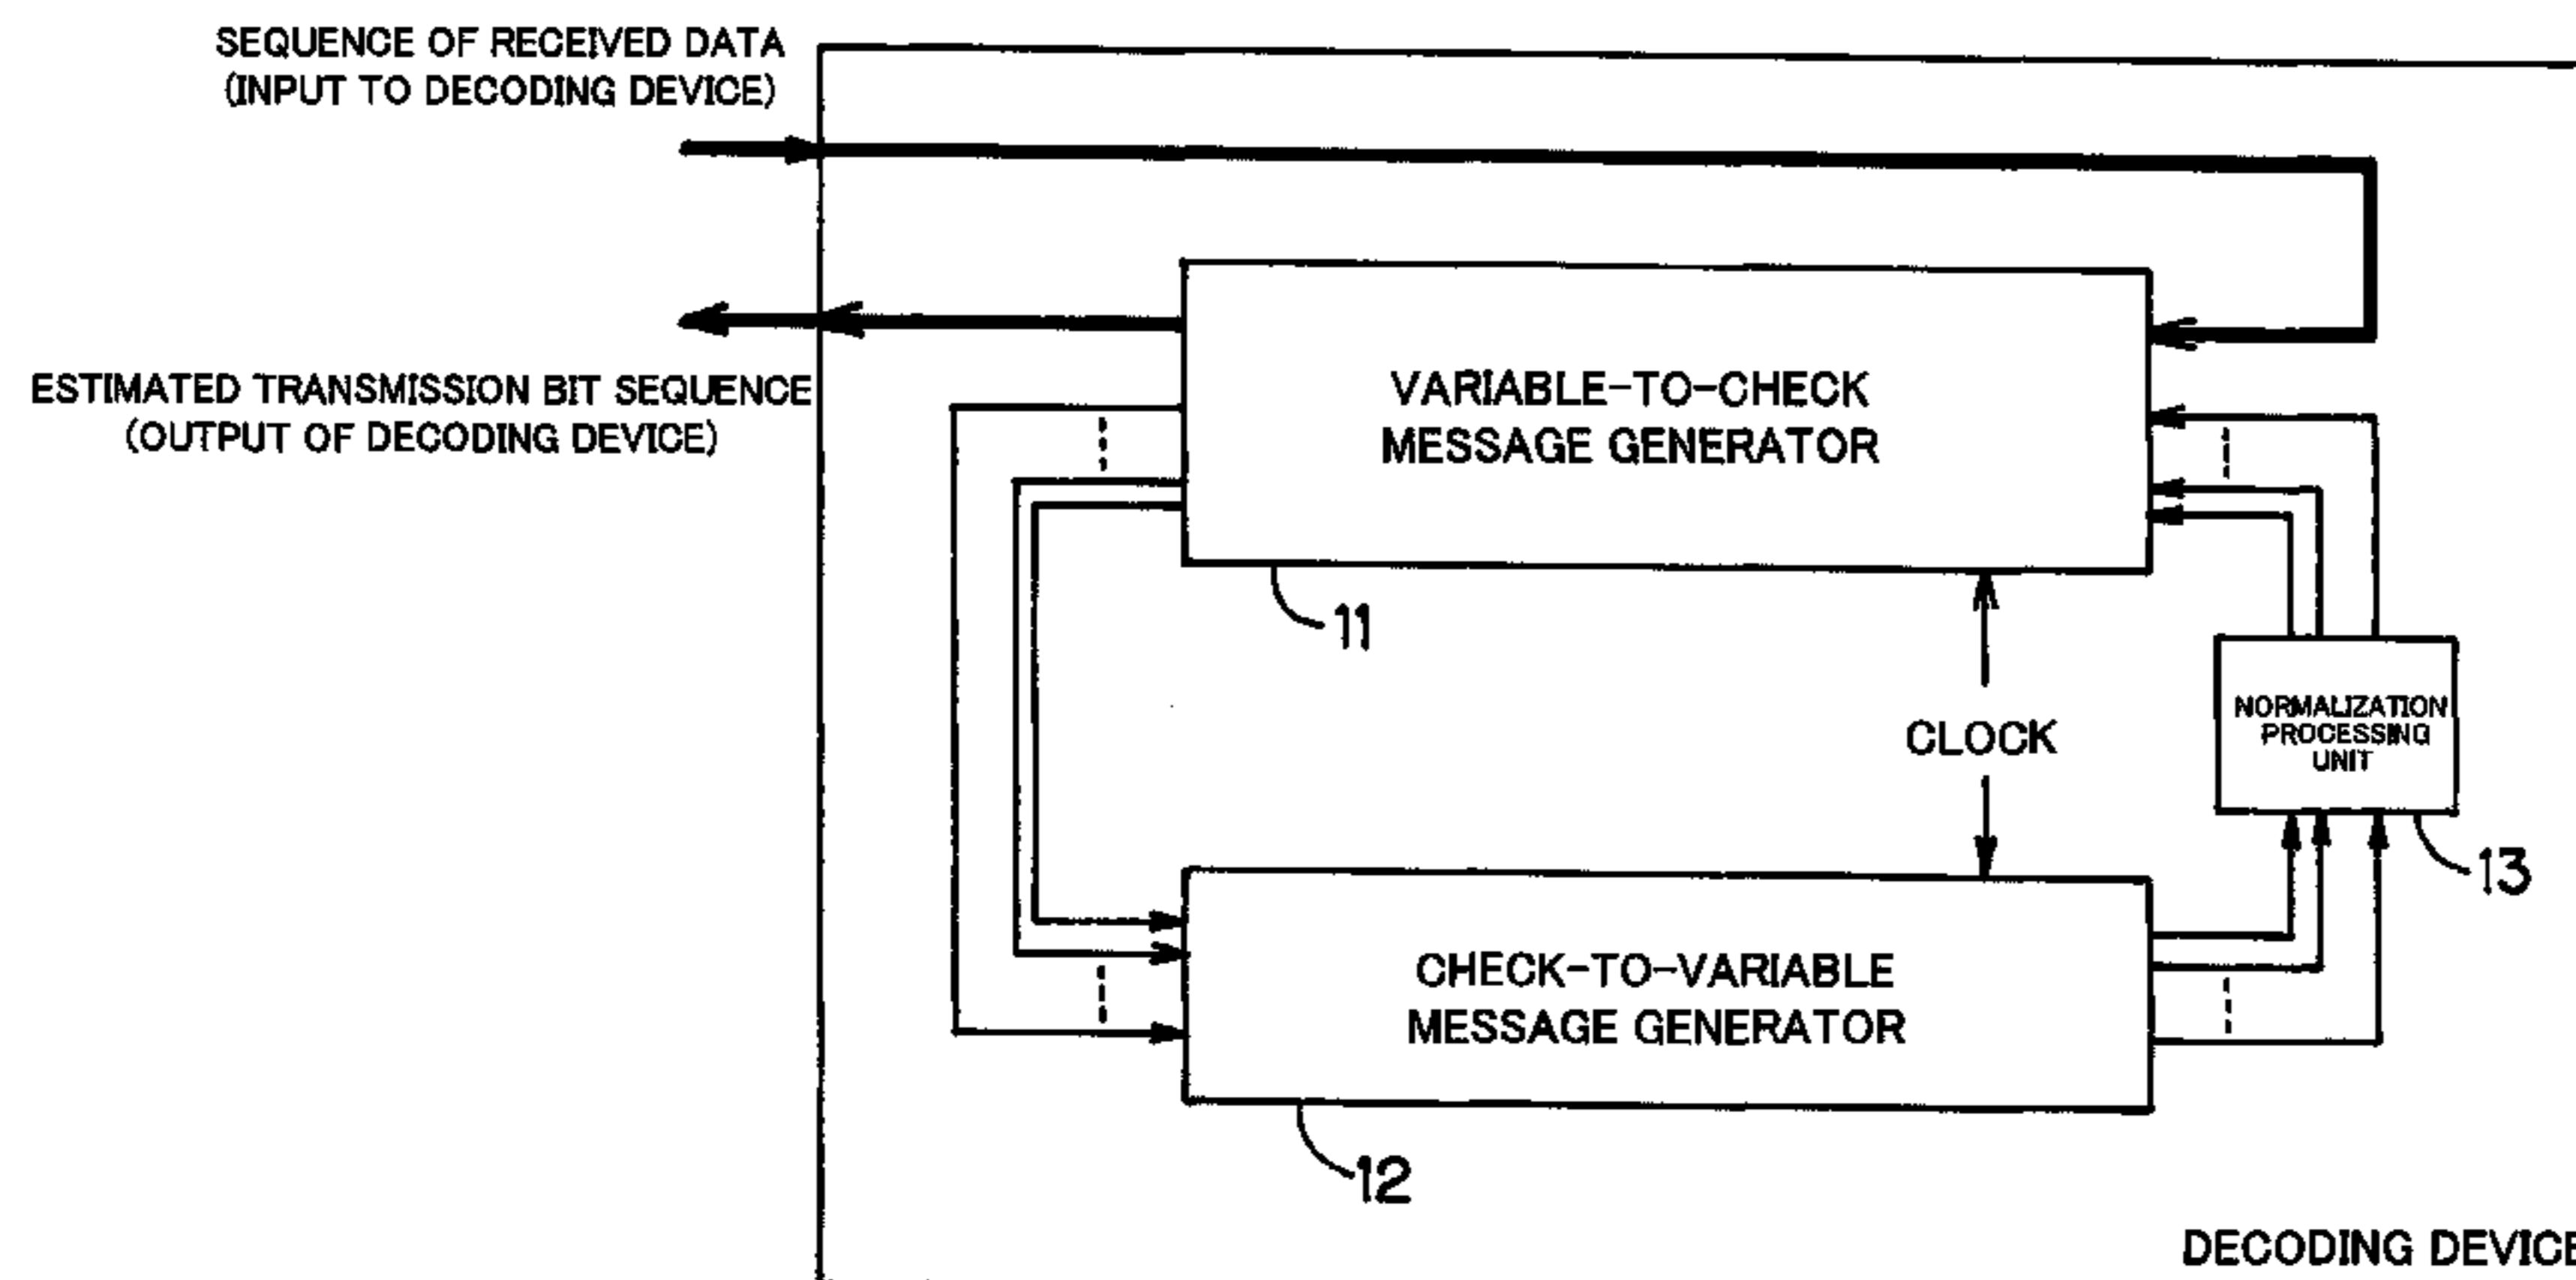 SEQUENCE OF RECEIVED DATA
(INPUT TO DECODING DEVICE)
ESTIMATED TRANSMISSION BIT SEQUENCE
(OUTPUT OF DECODING DEVICE)
VARIABLE-TO-CHECK
MESSAGE GENERATOR
11
CLOCK
NORMALIZATION
PROCESSING
UNIT
13
CHECK-TO-VARIABLE
MESSAGE GENERATOR
12
DECODING DEVICE